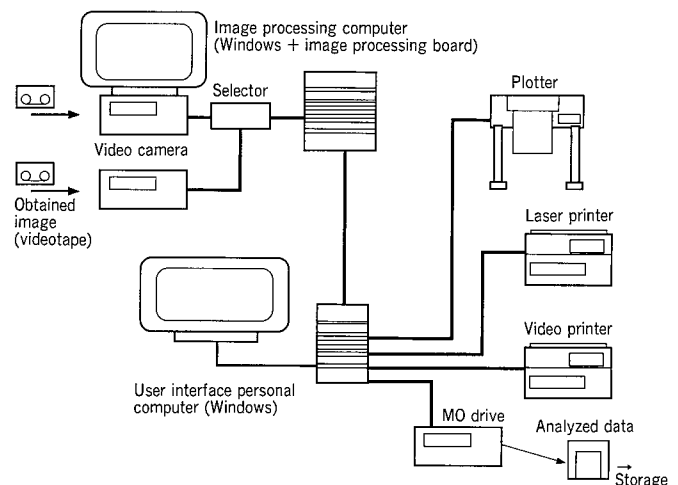 Image processing computer
(Windows + image processing board)
Selector
Plotter
Video camera
Obtained
image
(videotape)
Laser printer
Video printer
User interface personal
computer (Windows)
MO drive
Analyzed data
Storage